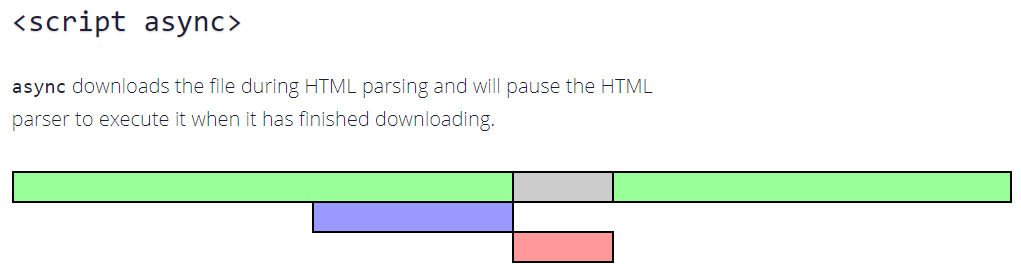 <script async>
async downloads the file during HTML parsing and will pause the HTML
parser to execute it when it has finished downloading.